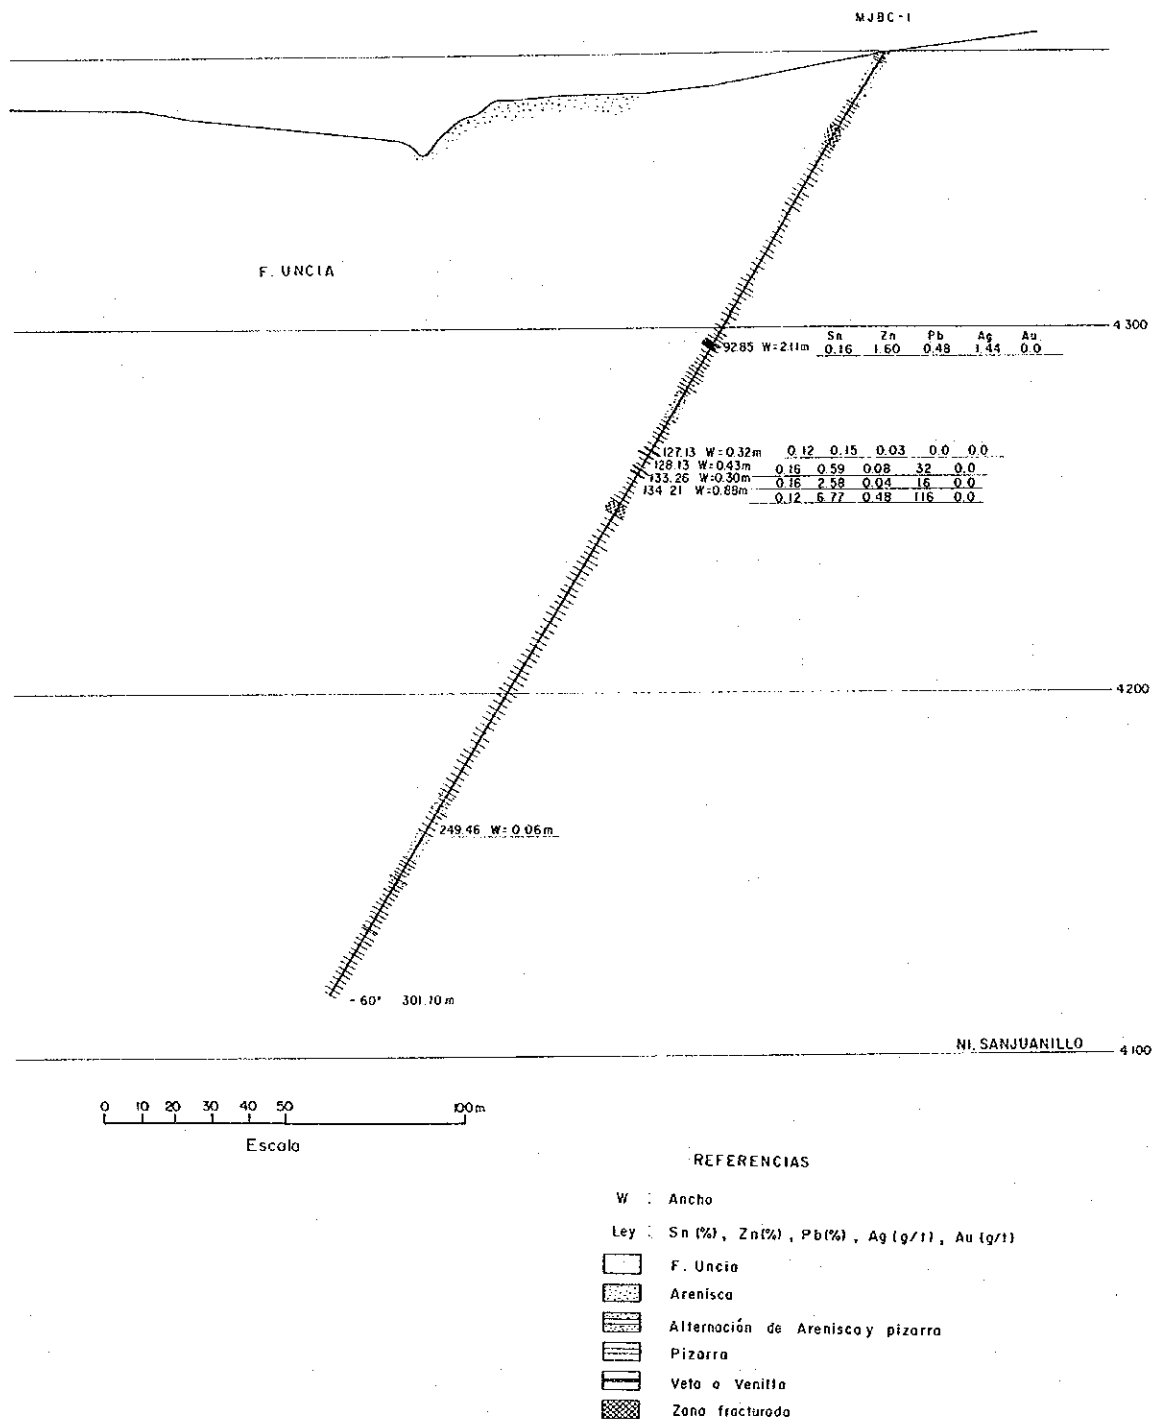 MJBC-1
F. UNCIA
4300
Sn Zn Pb Ag Au
92.85 W=2.11m 0.16 1.60 0.48 1.44 0.0
127.13 W=0.32m 0.12 0.15 0.03 0.0 0.0
128.13 W=0.43m 0.16 0.59 0.08 32 0.0
133.26 W=0.30m 0.16 2.58 0.04 16 0.0
134.21 W=0.88m 0.12 6.77 0.48 116 0.0
4200
249.46 W=0.06m
-60° 301.10m
NI. SANJUANILLO
4100
0 10 20 30 40 50 100m
Escala
REFERENCIAS
W : Ancho
Ley : Sn (%), Zn(%), Pb(%), Ag (g/t), Au (g/t)
F. Uncia
Arenisca
Alternación de Arenisca y pizarra
Pizarra
Veta o Venilla
Zona fracturada